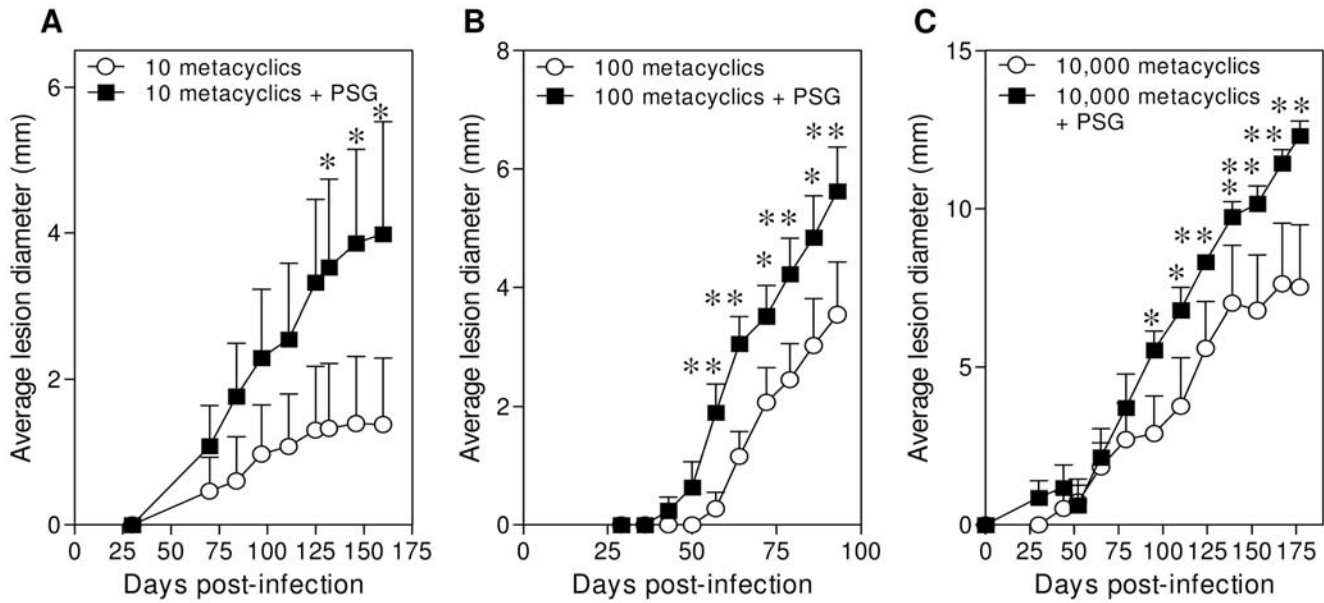 A
10 metacyclics
10 metacyclics + PSG
*
*
*
Average lesion diameter (mm)
6
4
2
0
0 25 50 75 100 125 150 175
Days post-infection
B
100 metacyclics
100 metacyclics + PSG
**
*
**
*
**
**
Average lesion diameter (mm)
8
6
4
2
0
0 25 50 75 100
Days post-infection
C
10,000 metacyclics
10,000 metacyclics
+ PSG
**
**
**
*
**
*
*
Average lesion diameter (mm)
15
10
5
0
0 25 50 75 100 125 150 175
Days post-infection